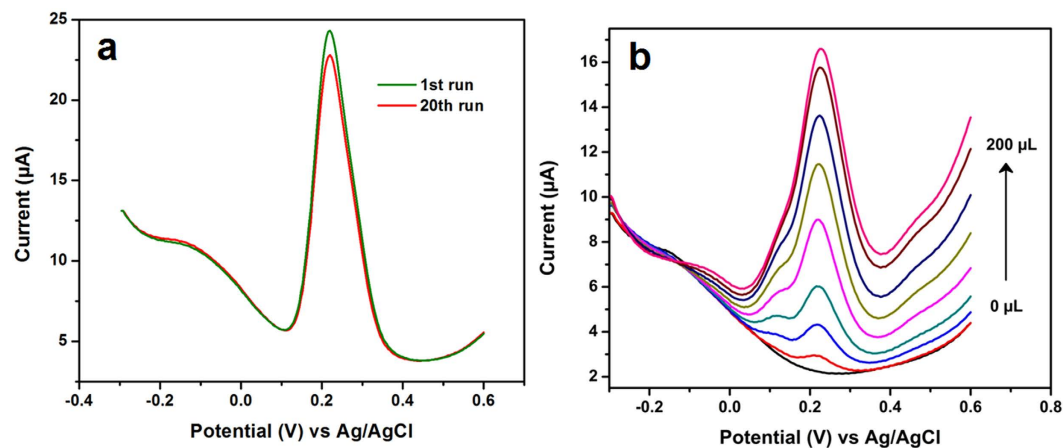 a
25
20
15
10
5
Current (µA)
1st run
20th run
-0.4
-0.2
0.0
0.2
0.4
0.6
Potential (V) vs Ag/AgCl
b
16
14
12
10
8
6
4
2
Current (µA)
200 µL
0 µL
-0.2
0.0
0.2
0.4
0.6
0.8
Potential (V) vs Ag/AgCl